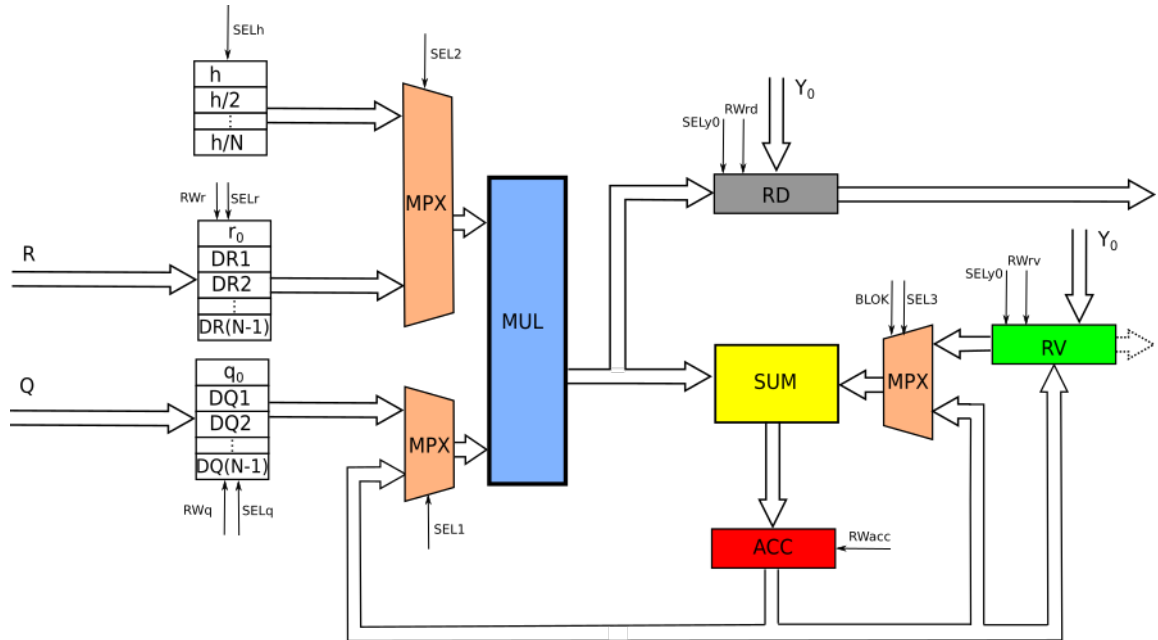 SELh
h
h/2
⋮
h/N
SEL2
MPX
RWr
SELr
R
r₀
DR1
DR2
⋮
DR(N-1)
Q
q₀
DQ1
DQ2
⋮
DQ(N-1)
RWq
SELq
MPX
SEL1
MUL
Y₀
SELy0
RWrd
RD
Y₀
SELy0
RWrv
RV
BLOK
SEL3
MPX
SUM
ACC
RWacc